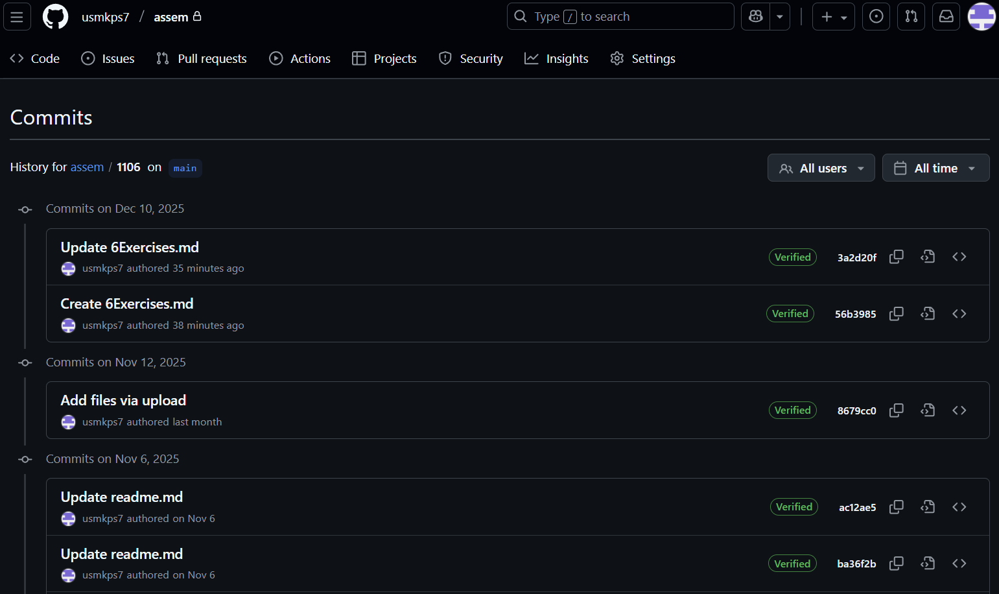 usmkps7 / assem
Type / to search
Code Issues Pull requests Actions Projects Security Insights Settings
Commits
History for assem / 1106 on main
All users All time
Commits on Dec 10, 2025
Update 6Exercises.md
usmkps7 authored 35 minutes ago
Verified 3a2d20f
Create 6Exercises.md
usmkps7 authored 38 minutes ago
Verified 56b3985
Commits on Nov 12, 2025
Add files via upload
usmkps7 authored last month
Verified 8679cc0
Commits on Nov 6, 2025
Update readme.md
usmkps7 authored on Nov 6
Verified ac12ae5
Update readme.md
usmkps7 authored on Nov 6
Verified ba36f2b